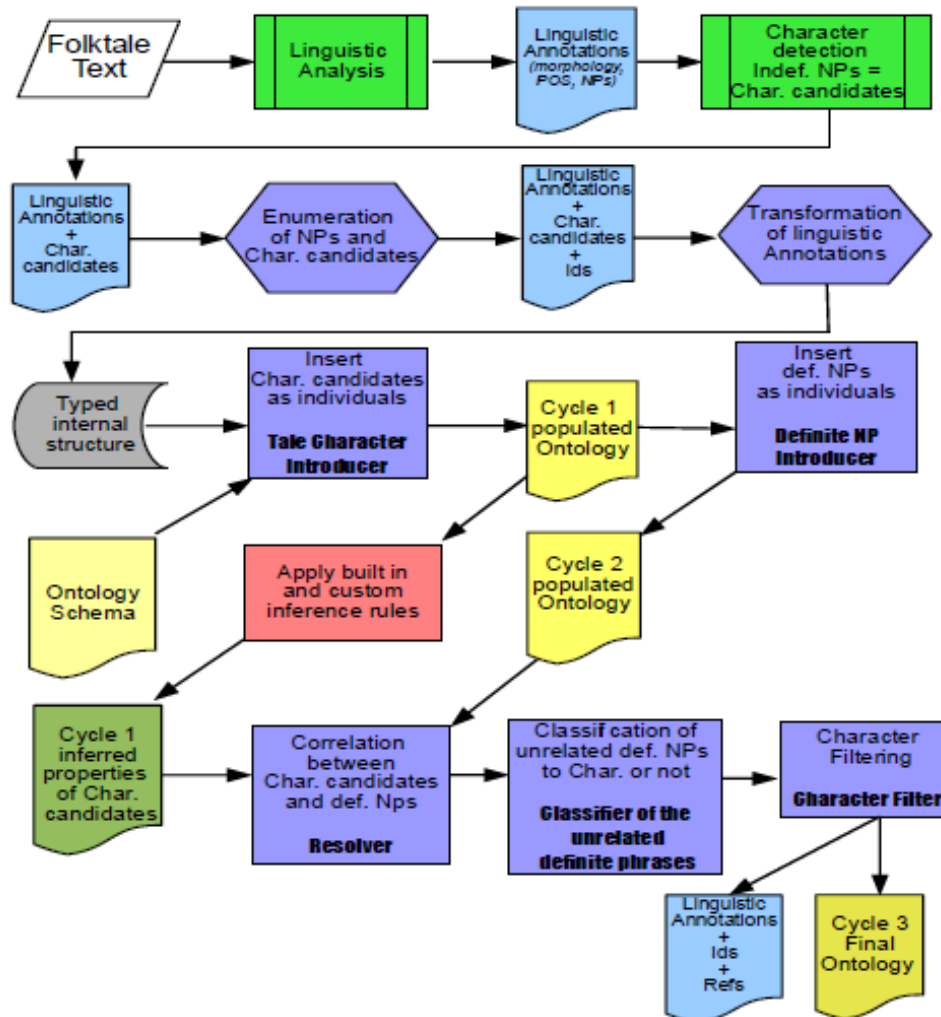 Folktale
Text
Linguistic
Analysis
Linguistic
Annotations
(morphology,
POS, NPs)
Character
detection
Indef. NPs =
Char. candidates
Linguistic
Annotations
+
Char.
candidates
Enumeration
of NPs and
Char. candidates
Linguistic
Annotations
+
Char.
candidates
+
Ids
Transformation
of linguistic
Annotations
Typed
internal
structure
Insert
Char. candidates
as individuals
Tale Character
Introducer
Cycle 1
populated
Ontology
Insert
def. NPs
as individuals
Definite NP
Introducer
Ontology
Schema
Apply built in
and custom
inference rules
Cycle 2
populated
Ontology
Cycle 1
inferred
properties
of Char.
candidates
Correlation
between
Char. candidates
and def. Nps
Resolver
Classification of
unrelated def. NPs
to Char. or not
Classifier of the
unrelated
definite phrases
Character
Filtering
Character Filter
Linguistic
Annotations
+
Ids
+
Refs
Cycle 3
Final
Ontology